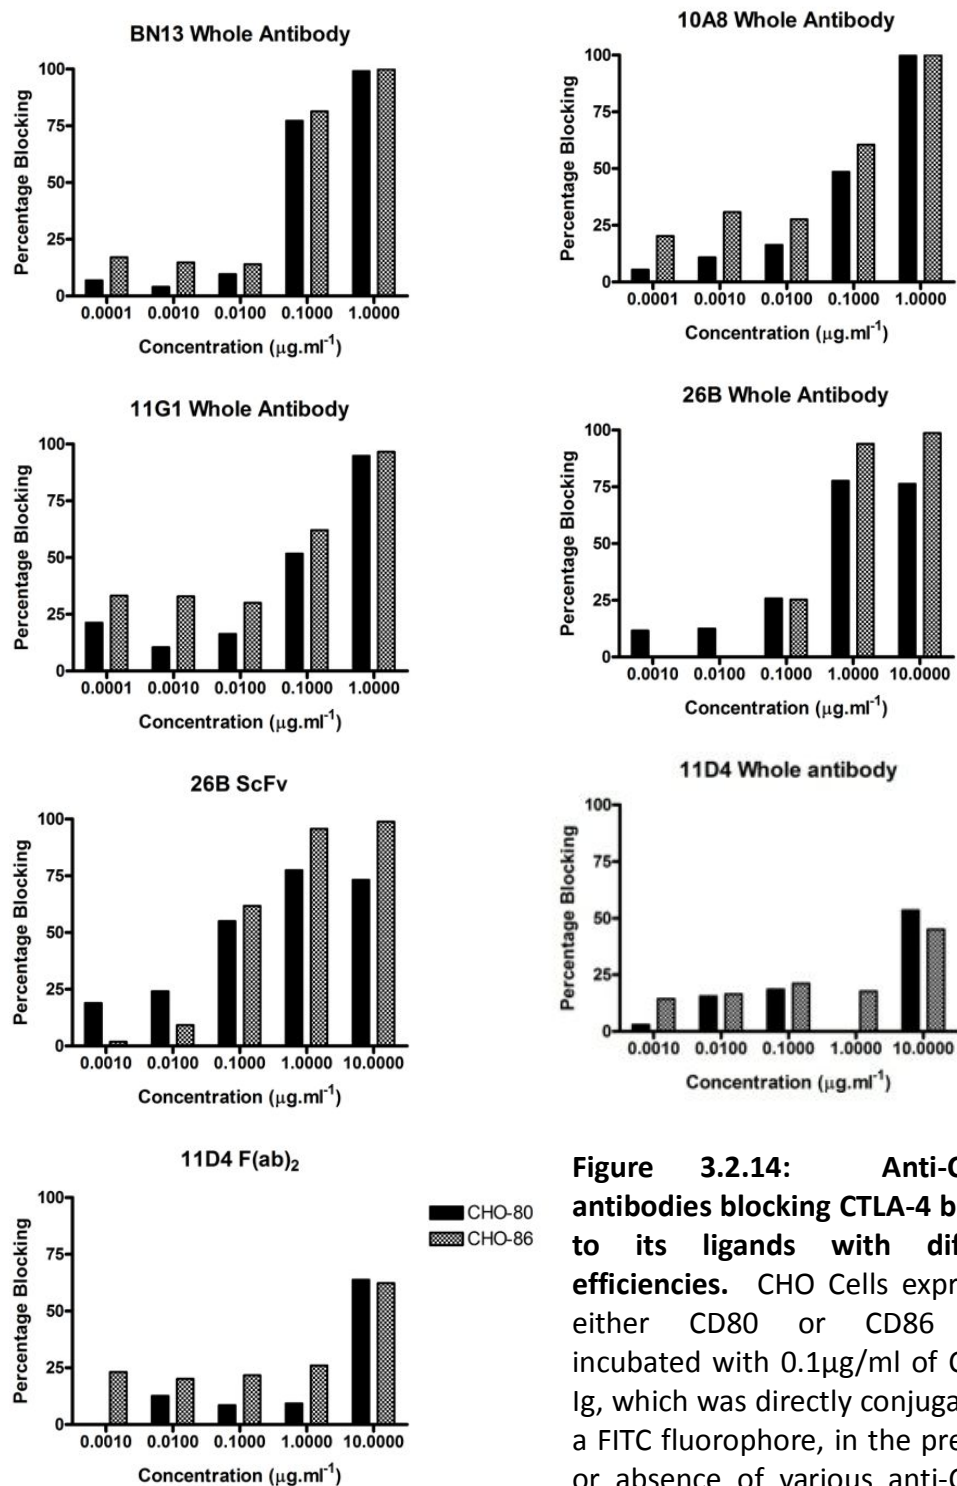 BN13 Whole Antibody
Percentage Blocking
100
75
50
25
0
0.0001 0.0010 0.0100 0.1000 1.0000
Concentration (µg.ml⁻¹)
10A8 Whole Antibody
Percentage Blocking
100
75
50
25
0
0.0001 0.0010 0.0100 0.1000 1.0000
Concentration (µg.ml⁻¹)
11G1 Whole Antibody
Percentage Blocking
100
75
50
25
0
0.0001 0.0010 0.0100 0.1000 1.0000
Concentration (µg.ml⁻¹)
26B Whole Antibody
Percentage Blocking
100
75
50
25
0
0.0010 0.0100 0.1000 1.0000 10.0000
Concentration (µg.ml⁻¹)
26B ScFv
Percentage Blocking
100
75
50
25
0
0.0010 0.0100 0.1000 1.0000 10.0000
Concentration (µg.ml⁻¹)
11D4 Whole antibody
Percentage Blocking
100
75
50
25
0
0.0010 0.0100 0.1000 1.0000 10.0000
Concentration (µg.ml⁻¹)
11D4 F(ab)₂
Percentage Blocking
100
75
50
25
0
0.0010 0.0100 0.1000 1.0000 10.0000
CHO-80
CHO-86
Figure 3.2.14: Anti-
antibodies blocking CTLA-4
to its ligands with
efficiencies. CHO Cells
either CD80 or CD86
incubated with 0.1µg/ml of
Ig, which was directly
a FITC fluorophore, in the
or absence of various